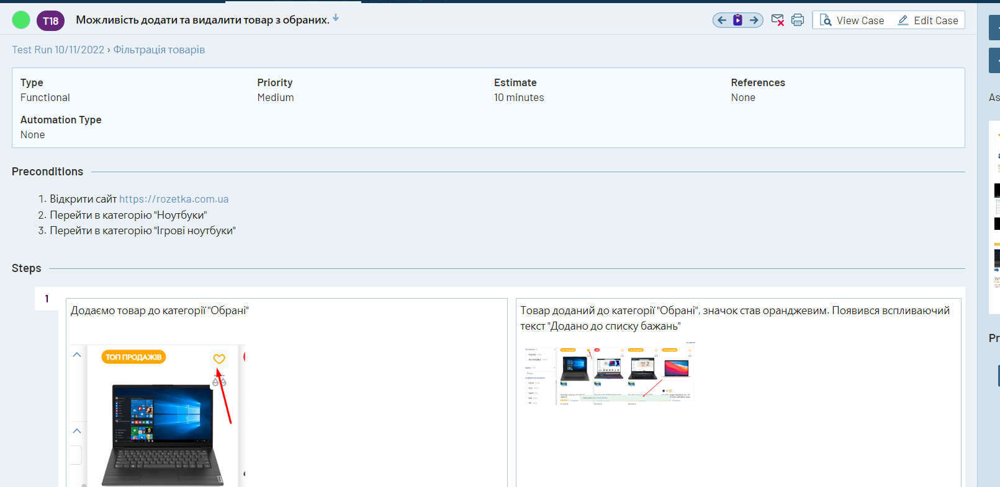 T18 Можливість додати та видалити товар з обраних.
View Case Edit Case
Test Run 10/11/2022 › Фільтрація товарів
Type Priority Estimate References
Functional Medium 10 minutes None
Automation Type
None
Preconditions
1. Відкрити сайт https://rozetka.com.ua
2. Перейти в категорію "Ноутбуки"
3. Перейти в категорію "Ігрові ноутбуки"
Steps
1
Додаємо товар до категорії "Обрані"
ТОП ПРОДАЖІВ
Товар доданий до категорії "Обрані", значок став оранджевим. Появився вспливаючий
текст "Додано до списку бажань"
As
Pr